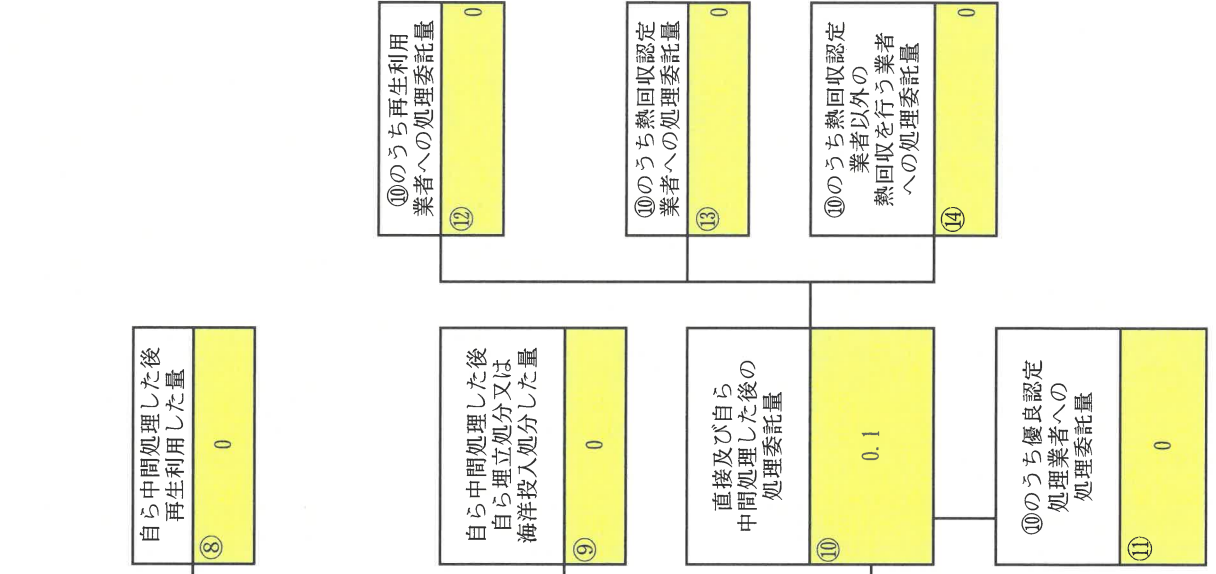 自ら中間処理した後
再生利用した量
⑧
0
自ら中間処理した後
自ら埋立処分又は
海洋投入処分した量
⑨
0
直接及び自ら
中間処理した後の
処理委託量
⑩
0.1
⑩のうち優良認定
処理業者への
処理委託量
⑪
0
⑩のうち再生利用
業者への処理委託量
⑫
0
⑩のうち熱回収認定
業者への処理委託量
⑬
0
⑩のうち熱回収認定
業者以外の
熱回収を行う業者
への処理委託量
⑭
0